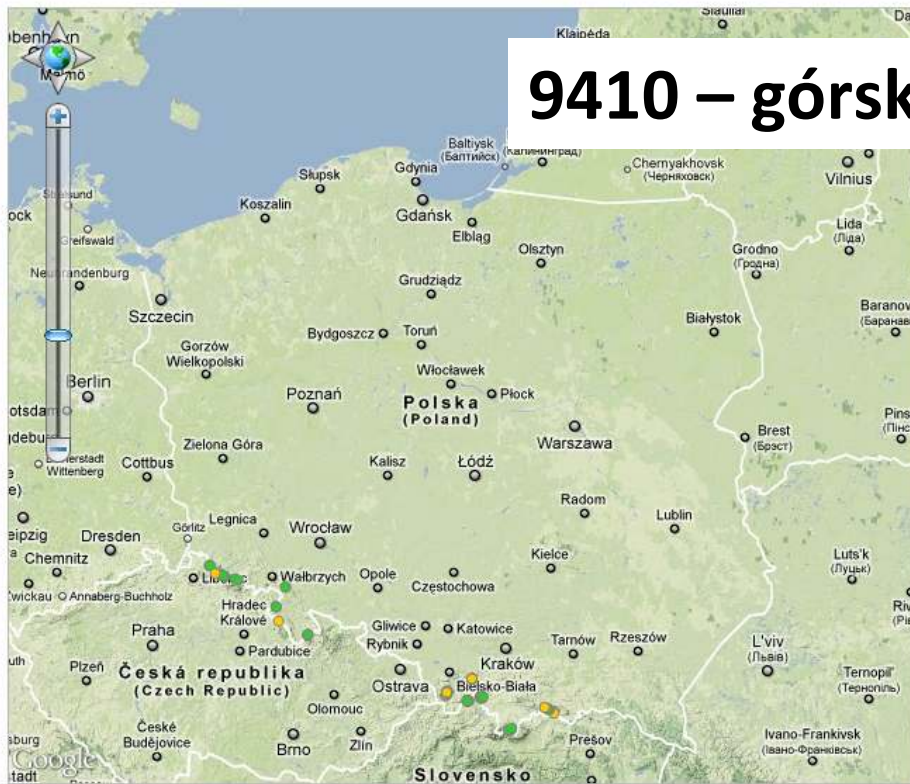 Klaipėda
9410 – górsk
Malmö
Baltiysk
(Балтийск)
Chernyakhovsk
(Черняховск)
Vilnius
Słupsk
Gdynia
Koszalin
Gdańsk
Elbląg
Lida
(Ліда)
Grodno
(Гродна)
Greifswald
Olsztyn
Neubrandenburg
Grudziądz
Szczecin
Białystok
Bydgoszcz
Toruń
Gorzów
Wielkopolski
Włocławek
Berlin
Płock
Poznań
Polska
(Poland)
Warszawa
Brest
(Брэст)
Zielona Góra
Wittenberg
Cottbus
Kalisz
Łódź
Radom
Lublin
Legnica
Görlitz
Wrocław
Dresden
Kielce
Chemnitz
Luts'k
(Луцьк)
Wałbrzych
Opole
Częstochowa
Zwickau
Annaberg-Buchholz
Hradec
Králové
Gliwice
Katowice
Praha
Rybnik
Tarnów
Rzeszów
L'viv
(Львів)
Pardubice
Kraków
Plzeń
Česká republika
(Czech Republic)
Ostrava
Bielsko-Biała
Ternopil'
(Тернопіль)
Olomouc
České
Budějovice
Zlín
Brno
Prešov
Ivano-Frankivsk
(Івано-Франківськ)
Google
Slovensko